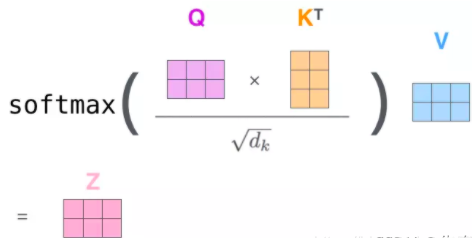 Q K^T
V
softmax( × / √d_k )
Z
=